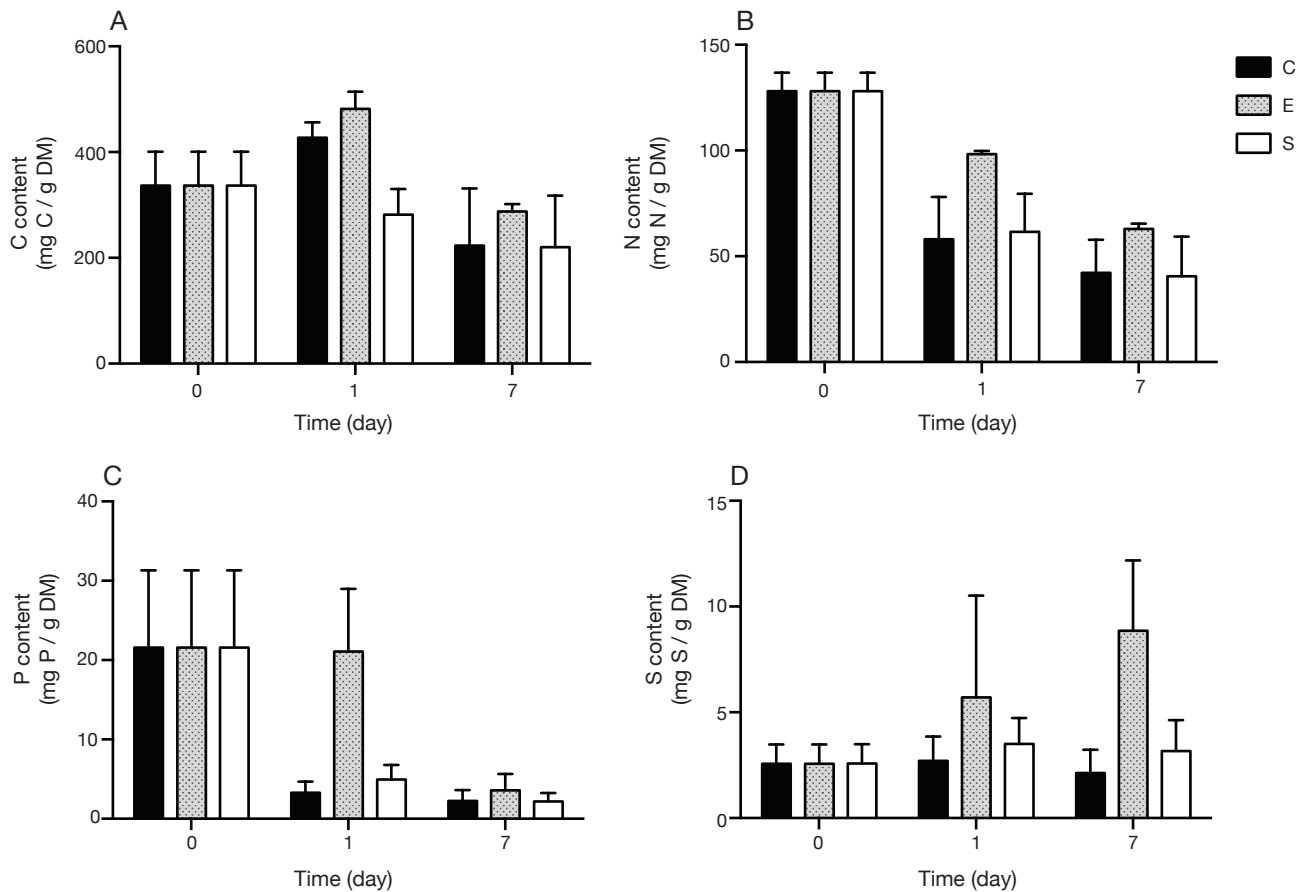 A
600
400
200
0
C content
(mg C / g DM)
0
1
7
Time (day)
B
150
100
50
0
N content
(mg N / g DM)
0
1
7
Time (day)
C
E
S
C
40
30
20
10
0
P content
(mg P / g DM)
0
1
7
Time (day)
D
15
10
5
0
S content
(mg S / g DM)
0
1
7
Time (day)